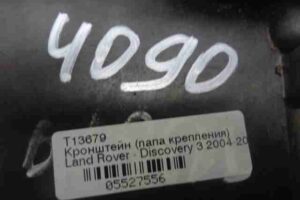 4090
T13679
Кронштейн (лапа крепления)
Land Rover - Discovery 3 2004-20
05527556